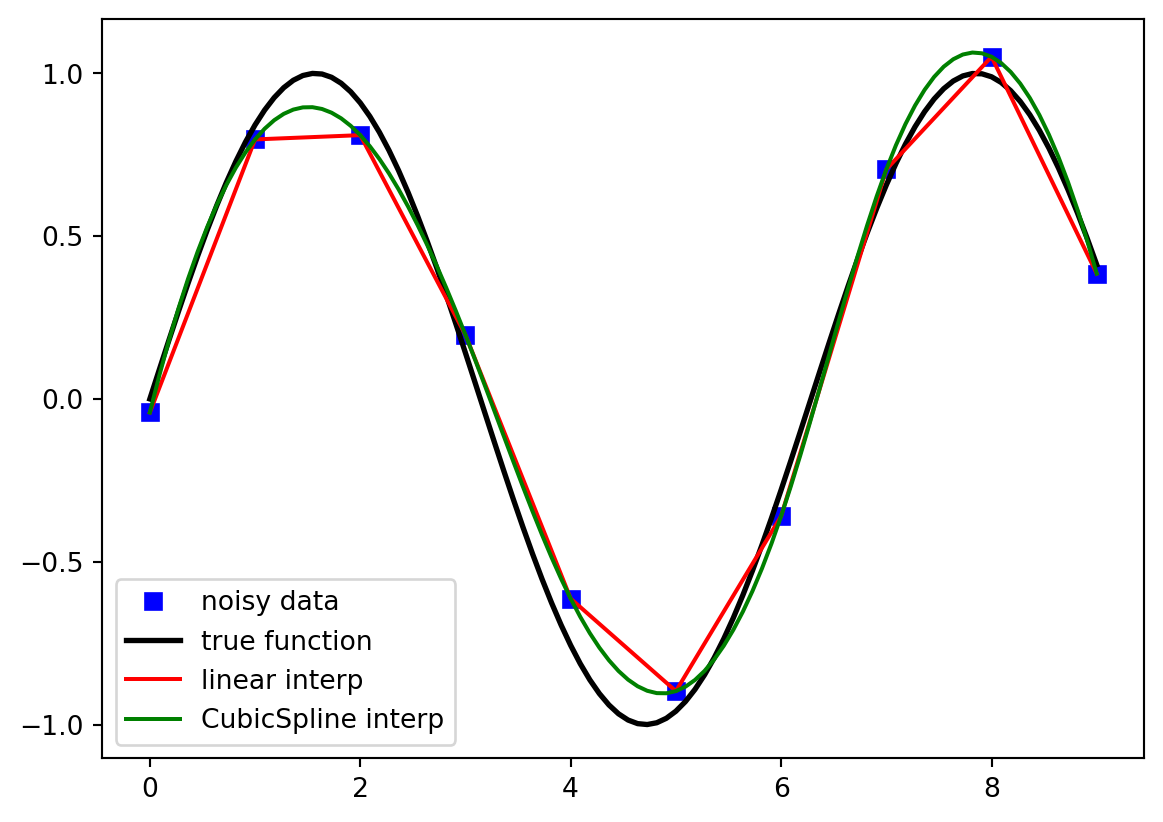 1.0
0.5
0.0
−0.5
−1.0
noisy data
true function
linear interp
CubicSpline interp
0 2 4 6 8